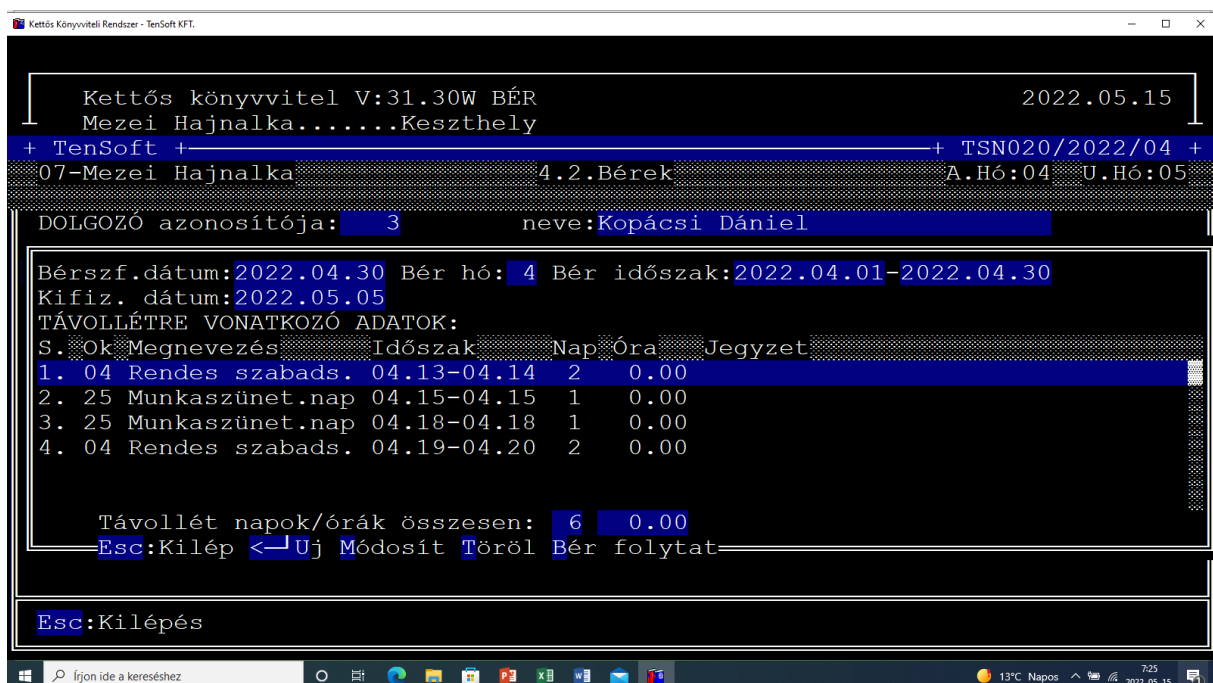 Kettős Könyvviteli Rendszer - TenSoft KFT.
Kettős könyvvitel V:31.30W BÉR 2022.05.15
Mezei Hajnalka.......Keszthely
+ TenSoft + + TSN020/2022/04 +
07-Mezei Hajnalka 4.2.Bérek A.Hó:04 U.Hó:05
DOLGOZÓ azonosítója: 3 neve:Kopácsi Dániel
Bérszf.dátum:2022.04.30 Bér hó: 4 Bér időszak:2022.04.01-2022.04.30
Kifiz. dátum:2022.05.05
TÁVOLLÉTRE VONATKOZÓ ADATOK:
S. Ok Megnevezés Időszak Nap Óra Jegyzet
1. 04 Rendes szabads. 04.13-04.14 2 0.00
2. 25 Munkaszünet.nap 04.15-04.15 1 0.00
3. 25 Munkaszünet.nap 04.18-04.18 1 0.00
4. 04 Rendes szabads. 04.19-04.20 2 0.00
Távollét napok/órák összesen: 6 0.00
Esc:Kilép <─┘Uj Módosít Töröl Bér folytat
Esc:Kilépés
Írjon ide a kereséshez 13°C Napos 7:25
2022.05.15